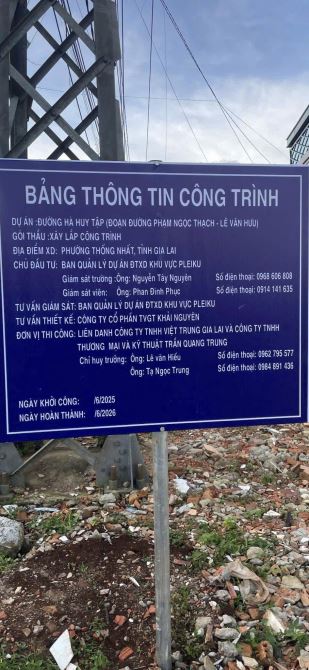 BẢNG THÔNG TIN CÔNG TRÌNH
DỰ ÁN :ĐƯỜNG HÀ HUY TẬP (ĐOẠN ĐƯỜNG PHẠM NGỌC THẠCH - LÊ VĂN HƯU)
GÓI THẦU :XÂY LẮP CÔNG TRÌNH
ĐỊA ĐIỂM XD: PHƯỜNG THỐNG NHẤT, TỈNH GIA LAI
CHỦ ĐẦU TƯ: BAN QUẢN LÝ DỰ ÁN ĐTXD KHU VỰC PLEIKU
Giám sát trưởng :Ông: Nguyễn Tây Nguyên Số điện thoại: 0968 606 808
Giám sát viên: Ông: Phan Đình Phục Số điện thoại: 0914 141 635
TƯ VẤN GIÁM SÁT: BAN QUẢN LÝ DỰ ÁN ĐTXD KHU VỰC PLEIKU
TƯ VẤN THIẾT KẾ: CÔNG TY CỔ PHẦN TVGT KHẢI NGUYÊN
ĐƠN VỊ THI CÔNG: LIÊN DANH CÔNG TY TNHH VIỆT TRUNG GIA LAI VÀ CÔNG TY TNHH
THƯƠNG MẠI VÀ KỸ THUẬT TRẦN QUANG TRUNG
Chỉ huy trưởng: Ông: Lê văn Hiếu Số điện thoại: 0962 795 577
Ông: Tạ Ngọc Trung Số điện thoại: 0984 891 436
NGÀY KHỞI CÔNG: /6/2025
NGÀY HOÀN THÀNH: /6/2026